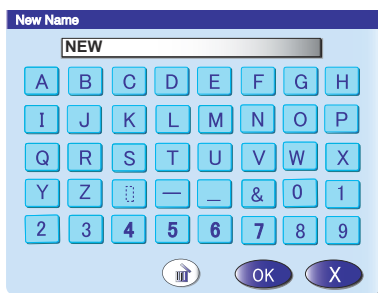 New Name
NEW
A B C D E F G H
I J K L M N O P
Q R S T U V W X
Y Z — _ & 0 1
2 3 4 5 6 7 8 9
OK X